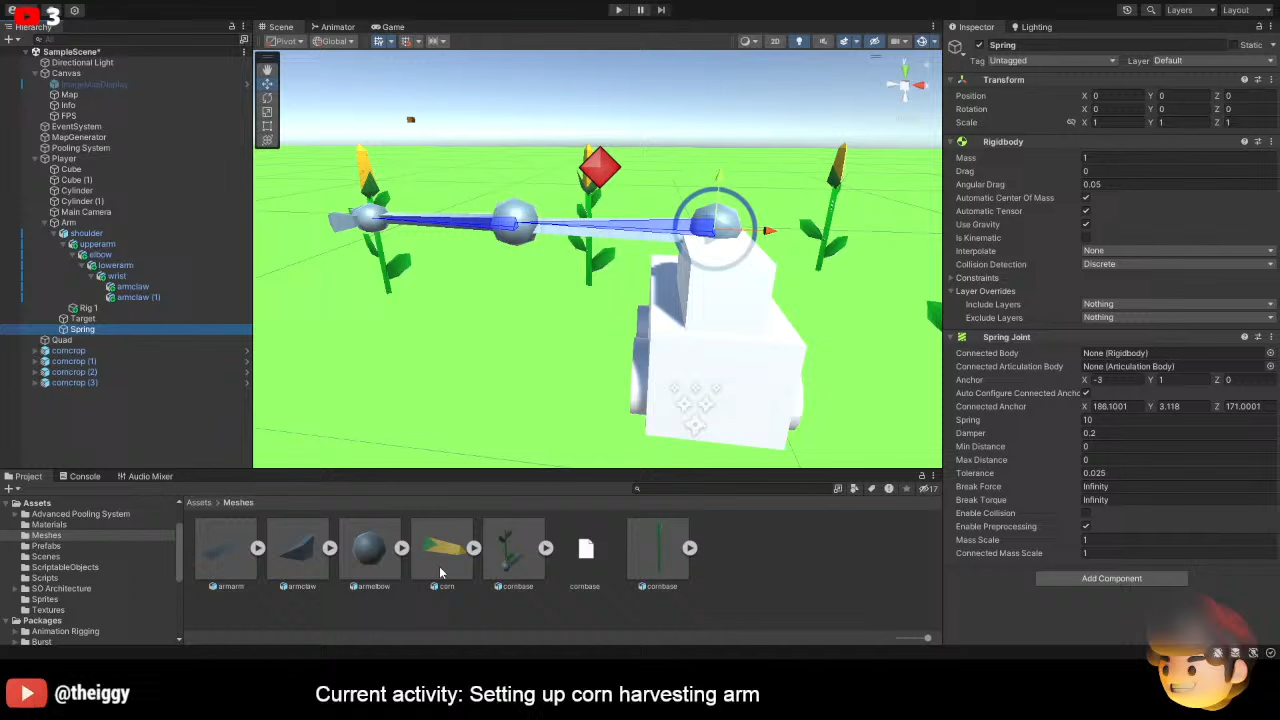 3
Layers
Layout
Hierarchy
All
SampleScene*
Directional Light
Canvas
ImageMapDisplay
Map
Info
FPS
EventSystem
MapGenerator
Pooling System
Player
Cube
Cube (1)
Cylinder
Cylinder (1)
Main Camera
Arm
shoulder
upperarm
elbow
lowerarm
wrist
armclaw
armclaw (1)
Rig 1
Target
Spring
Quad
corncrop
corncrop (1)
corncrop (2)
corncrop (3)
Scene
Animator
Game
Pivot
Global
2D
y
Inspector
Lighting
Spring
Static
Tag Untagged
Layer Default
Transform
Position X 0 Y 0 Z 0
Rotation X 0 Y 0 Z 0
Scale X 1 Y 1 Z 1
Rigidbody
Mass 1
Drag 0
Angular Drag 0.05
Automatic Center Of Mass
Automatic Tensor
Use Gravity
Is Kinematic
Interpolate None
Collision Detection Discrete
Constraints
Layer Overrides
Include Layers Nothing
Exclude Layers Nothing
Spring Joint
Connected Body None (Rigidbody)
Connected Articulation Body None (Articulation Body)
Anchor X -3 Y 1 Z 0
Auto Configure Connected Ancho
Connected Anchor X 186.1001 Y 3.118 Z 171.0001
Spring 10
Damper 0.2
Min Distance 0
Max Distance 0
Tolerance 0.025
Break Force Infinity
Break Torque Infinity
Enable Collision
Enable Preprocessing
Mass Scale 1
Connected Mass Scale 1
Add Component
Project
Console
Audio Mixer
17
Assets
Advanced Pooling System
Materials
Meshes
Prefabs
Scenes
ScriptableObjects
Scripts
SO Architecture
Sprites
Textures
Packages
Animation Rigging
Burst
Assets > Meshes
armarm
armclaw
armelbow
corn
cornbase
cornbase
cornbase
@theiggy
Current activity: Setting up corn harvesting arm